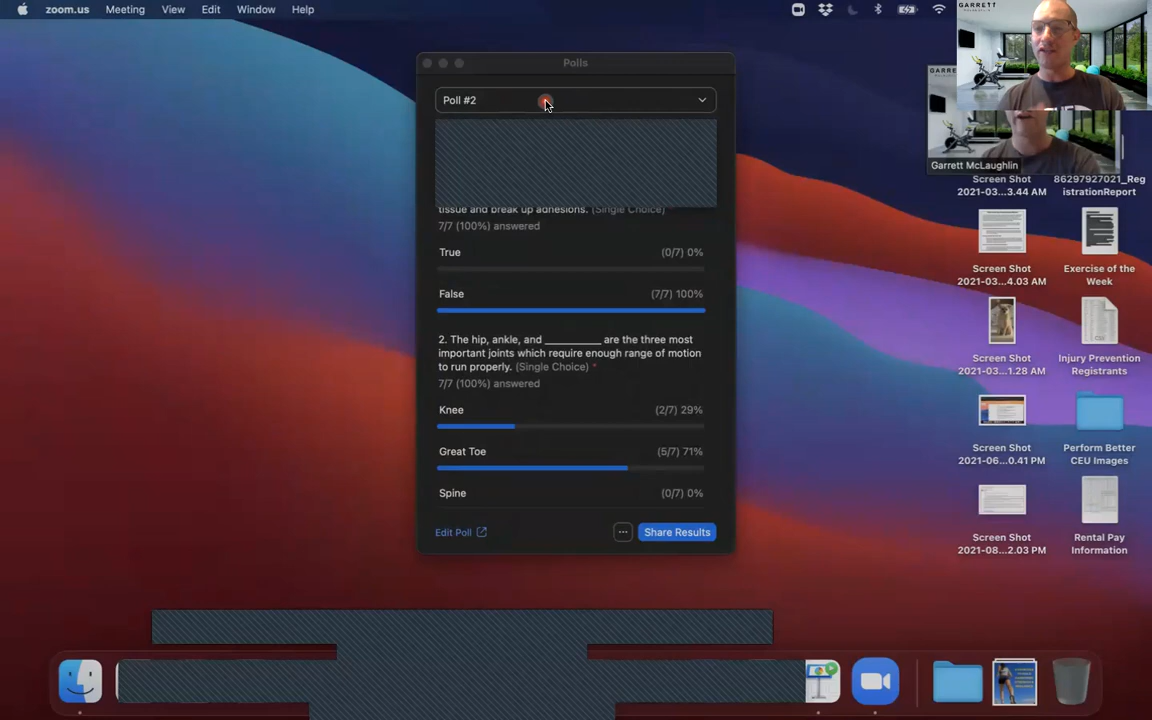 zoom.us Meeting View Edit Window Help
GARRETT
GARRETT
Polls
Poll #2
Garrett McLaughlin
Screen Shot
2021-03...3.44 AM
86297927021_Reg
istrationReport
tissue and break up adhesions. (Single Choice) *
7/7 (100%) answered
True (0/7) 0%
False (7/7) 100%
2. The hip, ankle, and __________ are the three most
important joints which require enough range of motion
to run properly. (Single Choice) *
7/7 (100%) answered
Knee (2/7) 29%
Great Toe (5/7) 71%
Spine (0/7) 0%
Edit Poll
...
Share Results
Screen Shot
2021-03...4.03 AM
Exercise of the
Week
Screen Shot
2021-03...1.28 AM
Injury Prevention
Registrants
Screen Shot
2021-06...0.41 PM
Perform Better
CEU Images
Screen Shot
2021-08...2.03 PM
Rental Pay
Information